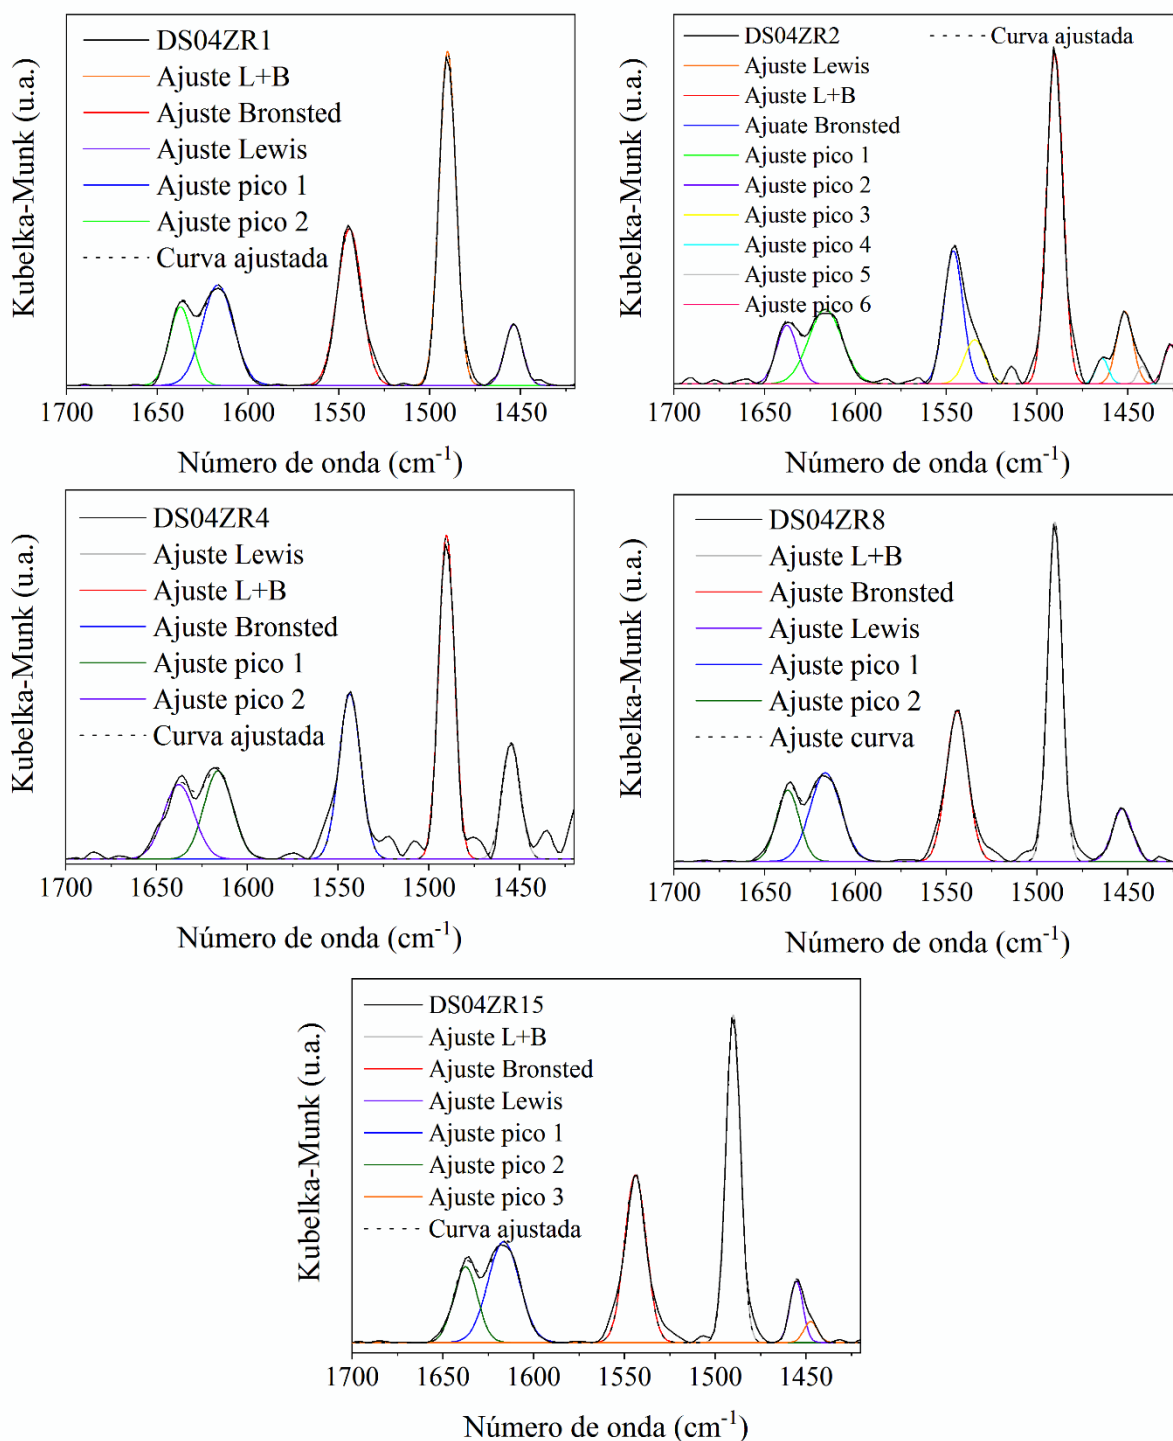 Kubelka-Munk (u.a.)
DS04ZR1
Ajuste L+B
Ajuste Bronsted
Ajuste Lewis
Ajuste pico 1
Ajuste pico 2
Curva ajustada
1700 1650 1600 1550 1500 1450
Número de onda (cm⁻¹)
Kubelka-Munk (u.a.)
DS04ZR2
Curva ajustada
Ajuste Lewis
Ajuste L+B
Ajuate Bronsted
Ajuste pico 1
Ajuste pico 2
Ajuste pico 3
Ajuste pico 4
Ajuste pico 5
Ajuste pico 6
1700 1650 1600 1550 1500 1450
Número de onda (cm⁻¹)
Kubelka-Munk (u.a.)
DS04ZR4
Ajuste Lewis
Ajuste L+B
Ajuste Bronsted
Ajuste pico 1
Ajuste pico 2
Curva ajustada
1700 1650 1600 1550 1500 1450
Número de onda (cm⁻¹)
Kubelka-Munk (u.a.)
DS04ZR8
Ajuste L+B
Ajuste Bronsted
Ajuste Lewis
Ajuste pico 1
Ajuste pico 2
Ajuste curva
1700 1650 1600 1550 1500 1450
Número de onda (cm⁻¹)
Kubelka-Munk (u.a.)
DS04ZR15
Ajuste L+B
Ajuste Bronsted
Ajuste Lewis
Ajuste pico 1
Ajuste pico 2
Ajuste pico 3
Curva ajustada
1700 1650 1600 1550 1500 1450
Número de onda (cm⁻¹)